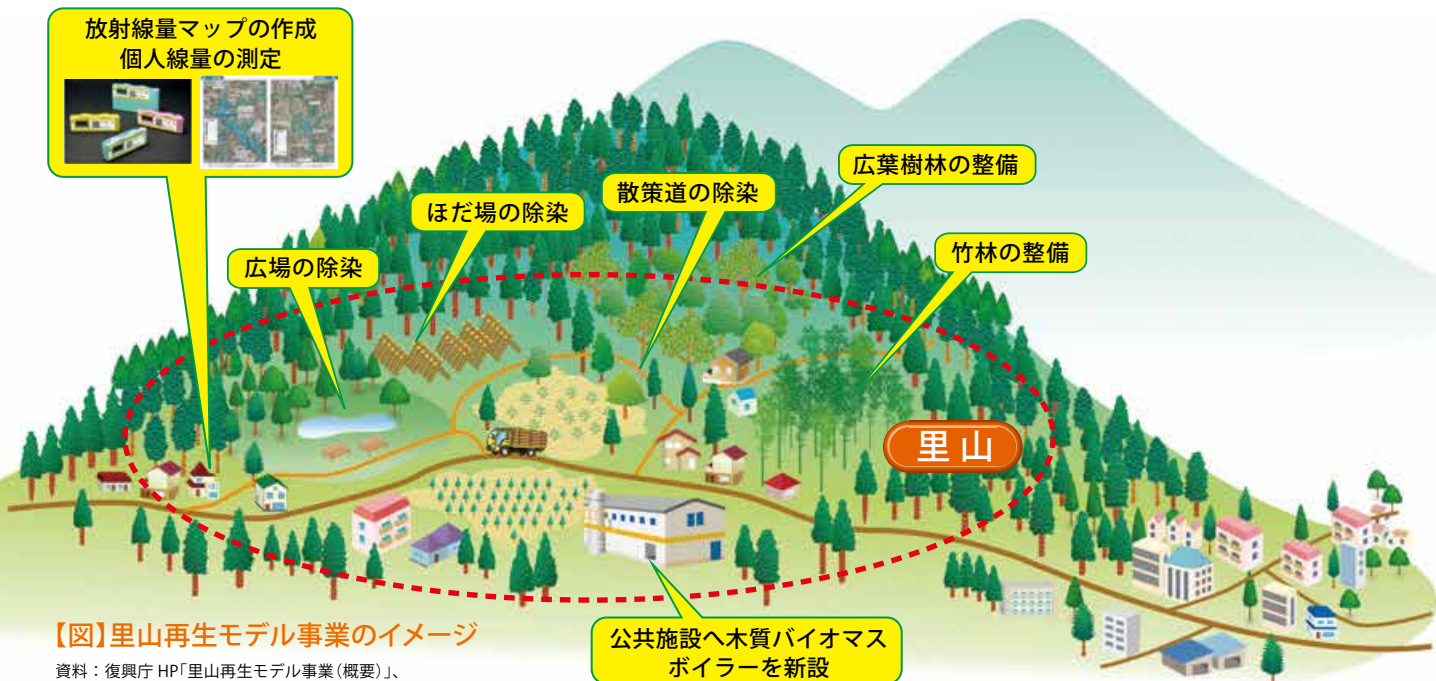 放射線量マップの作成
個人線量の測定
広葉樹林の整備
散策道の除染
ほだ場の除染
竹林の整備
広場の除染
里山
公共施設へ木質バイオマス
ボイラーを新設
【図】里山再生モデル事業のイメージ
資料：復興庁 HP「里山再生モデル事業（概要）」、